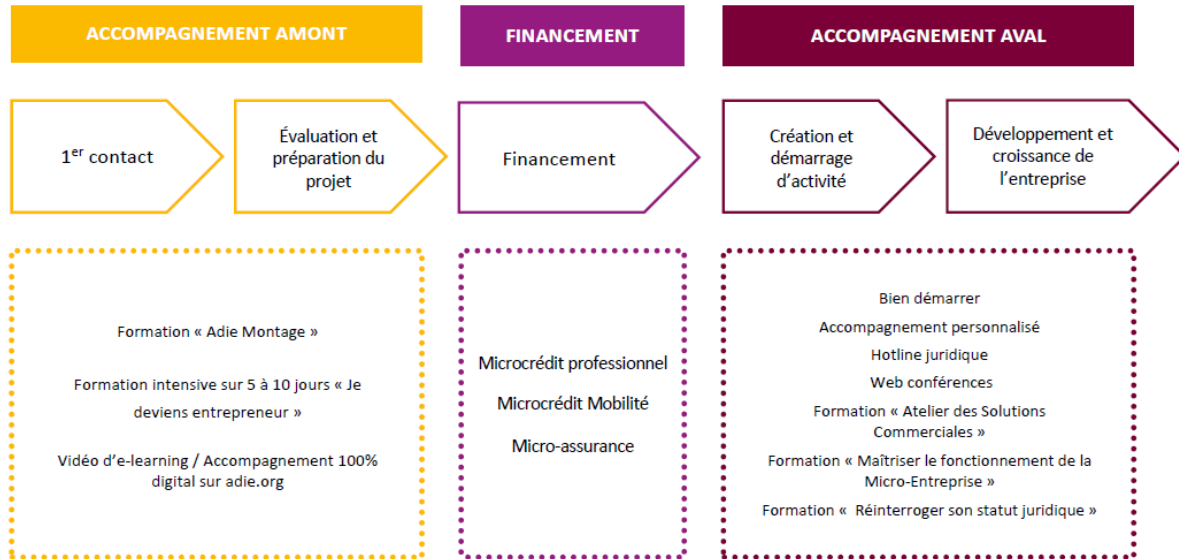 ACCOMPAGNEMENT AMONT
FINANCEMENT
ACCOMPAGNEMENT AVAL
1er contact
Évaluation et
préparation du
projet
Financement
Création et
démarrage
d’activité
Développement et
croissance de
l’entreprise
Formation « Adie Montage »
Formation intensive sur 5 à 10 jours « Je
deviens entrepreneur »
Vidéo d’e-learning / Accompagnement 100%
digital sur adie.org
Microcrédit professionnel
Microcrédit Mobilité
Micro-assurance
Bien démarrer
Accompagnement personnalisé
Hotline juridique
Web conférences
Formation « Atelier des Solutions
Commerciales »
Formation « Maîtriser le fonctionnement de la
Micro-Entreprise »
Formation «  Réinterroger son statut juridique »